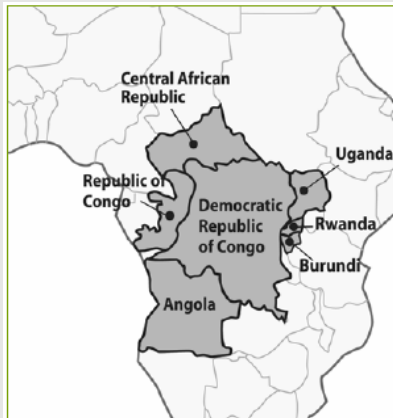 Central African
Republic
Uganda
Republic of
Congo
Democratic
Republic
of Congo
Rwanda
Burundi
Angola